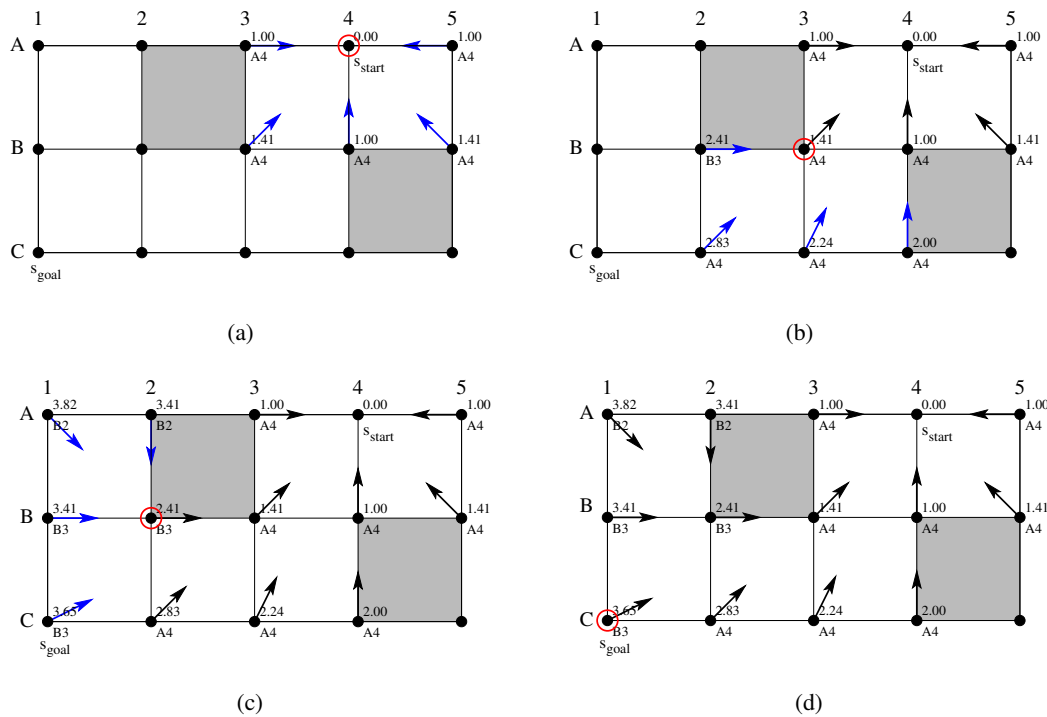 1 2 3 4 5
A 1.00 0.00 1.00
A4 s_start A4
B 1.41 1.00 1.41
A4 A4 A4
C
s_goal
(a)
1 2 3 4 5
A 1.00 0.00 1.00
A4 s_start A4
B 2.41 1.41 1.00 1.41
B3 A4 A4 A4
C 2.83 2.24 2.00
s_goal A4 A4 A4
(b)
1 2 3 4 5
A 3.82 3.41 1.00 0.00 1.00
B2 B2 A4 s_start A4
B 3.41 2.41 1.41 1.00 1.41
B3 B3 A4 A4 A4
C 3.65 2.83 2.24 2.00
B3 A4 A4 A4
s_goal
(c)
1 2 3 4 5
A 3.82 3.41 1.00 0.00 1.00
B2 B2 A4 s_start A4
B 3.41 2.41 1.41 1.00 1.41
B3 B3 A4 A4 A4
C 3.65 2.83 2.24 2.00
B3 A4 A4 A4
s_goal
(d)